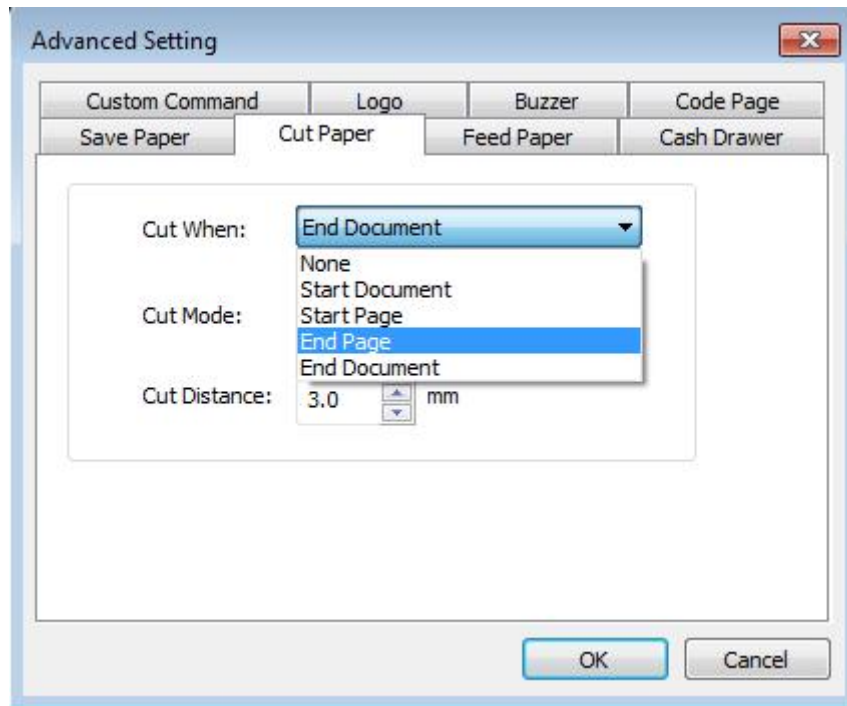 Advanced Setting
Custom Command Logo Buzzer Code Page
Save Paper Cut Paper Feed Paper Cash Drawer
Cut When: End Document
None
Start Document
Cut Mode: Start Page
End Page
End Document
Cut Distance: 3.0 mm
OK Cancel